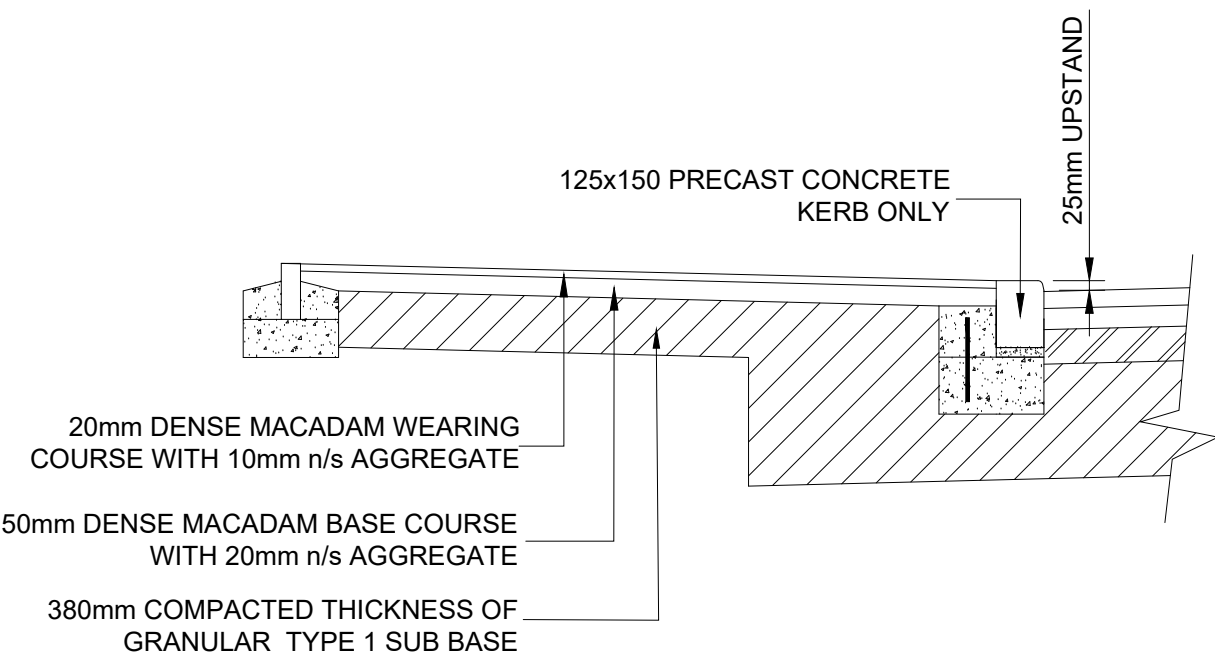 25mm UPSTAND
125x150 PRECAST CONCRETE
KERB ONLY
20mm DENSE MACADAM WEARING
COURSE WITH 10mm n/s AGGREGATE
50mm DENSE MACADAM BASE COURSE
WITH 20mm n/s AGGREGATE
380mm COMPACTED THICKNESS OF
GRANULAR TYPE 1 SUB BASE